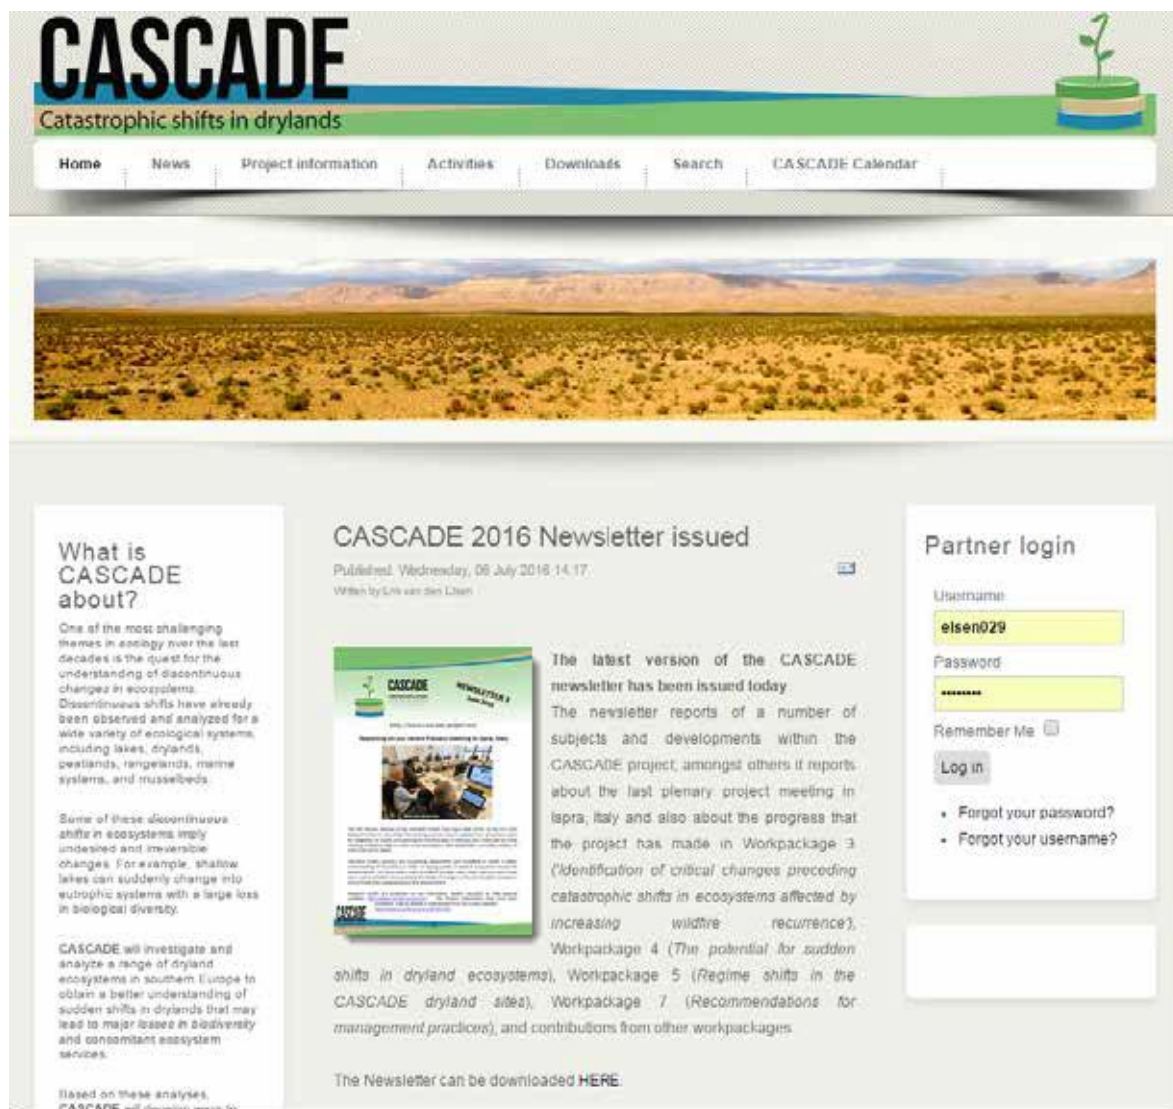 CASCADE
Catastrophic shifts in drylands
Home News Project information Activities Downloads Search CASCADE Calendar
What is
CASCADE
about?
One of the most challenging
themes in ecology over the last
decades is the quest for the
understanding of discontinuous
changes in ecosystems.
Discontinuous shifts have already
been observed and analyzed for a
wide variety of ecological systems,
including lakes, drylands,
peatlands, rangelands, marine
systems, and musselbeds.
Some of these discontinuous
shifts in ecosystems imply
undesired and irreversible
changes. For example, shallow
lakes can suddenly change into
eutrophic systems with a large loss
in biological diversity.
CASCADE will investigate and
analyze a range of dryland
ecosystems in southern Europe to
obtain a better understanding of
sudden shifts in drylands that may
lead to major losses in biodiversity
and concomitant ecosystem
services.
Based on these analyses,
CASCADE will develop ways to
CASCADE 2016 Newsletter issued
Published: Wednesday, 06 July 2016 14:17
Written by Erik van den Elsen
CASCADE
NEWSLETTER
CASCADE
The latest version of the CASCADE
newsletter has been issued today
The newsletter reports of a number of
subjects and developments within the
CASCADE project, amongst others it reports
about the last plenary project meeting in
Ispra, Italy and also about the progress that
the project has made in Workpackage 3
('Identification of critical changes preceding
catastrophic shifts in ecosystems affected by
increasing wildfire recurrence'),
Workpackage 4 (The potential for sudden
shifts in dryland ecosystems), Workpackage 5 (Regime shifts in the
CASCADE dryland sites), Workpackage 7 (Recommendations for
management practices), and contributions from other workpackages
The Newsletter can be downloaded HERE.
Partner login
Username
elsen029
Password
••••••••
Remember Me
Log in
Forgot your password?
Forgot your username?